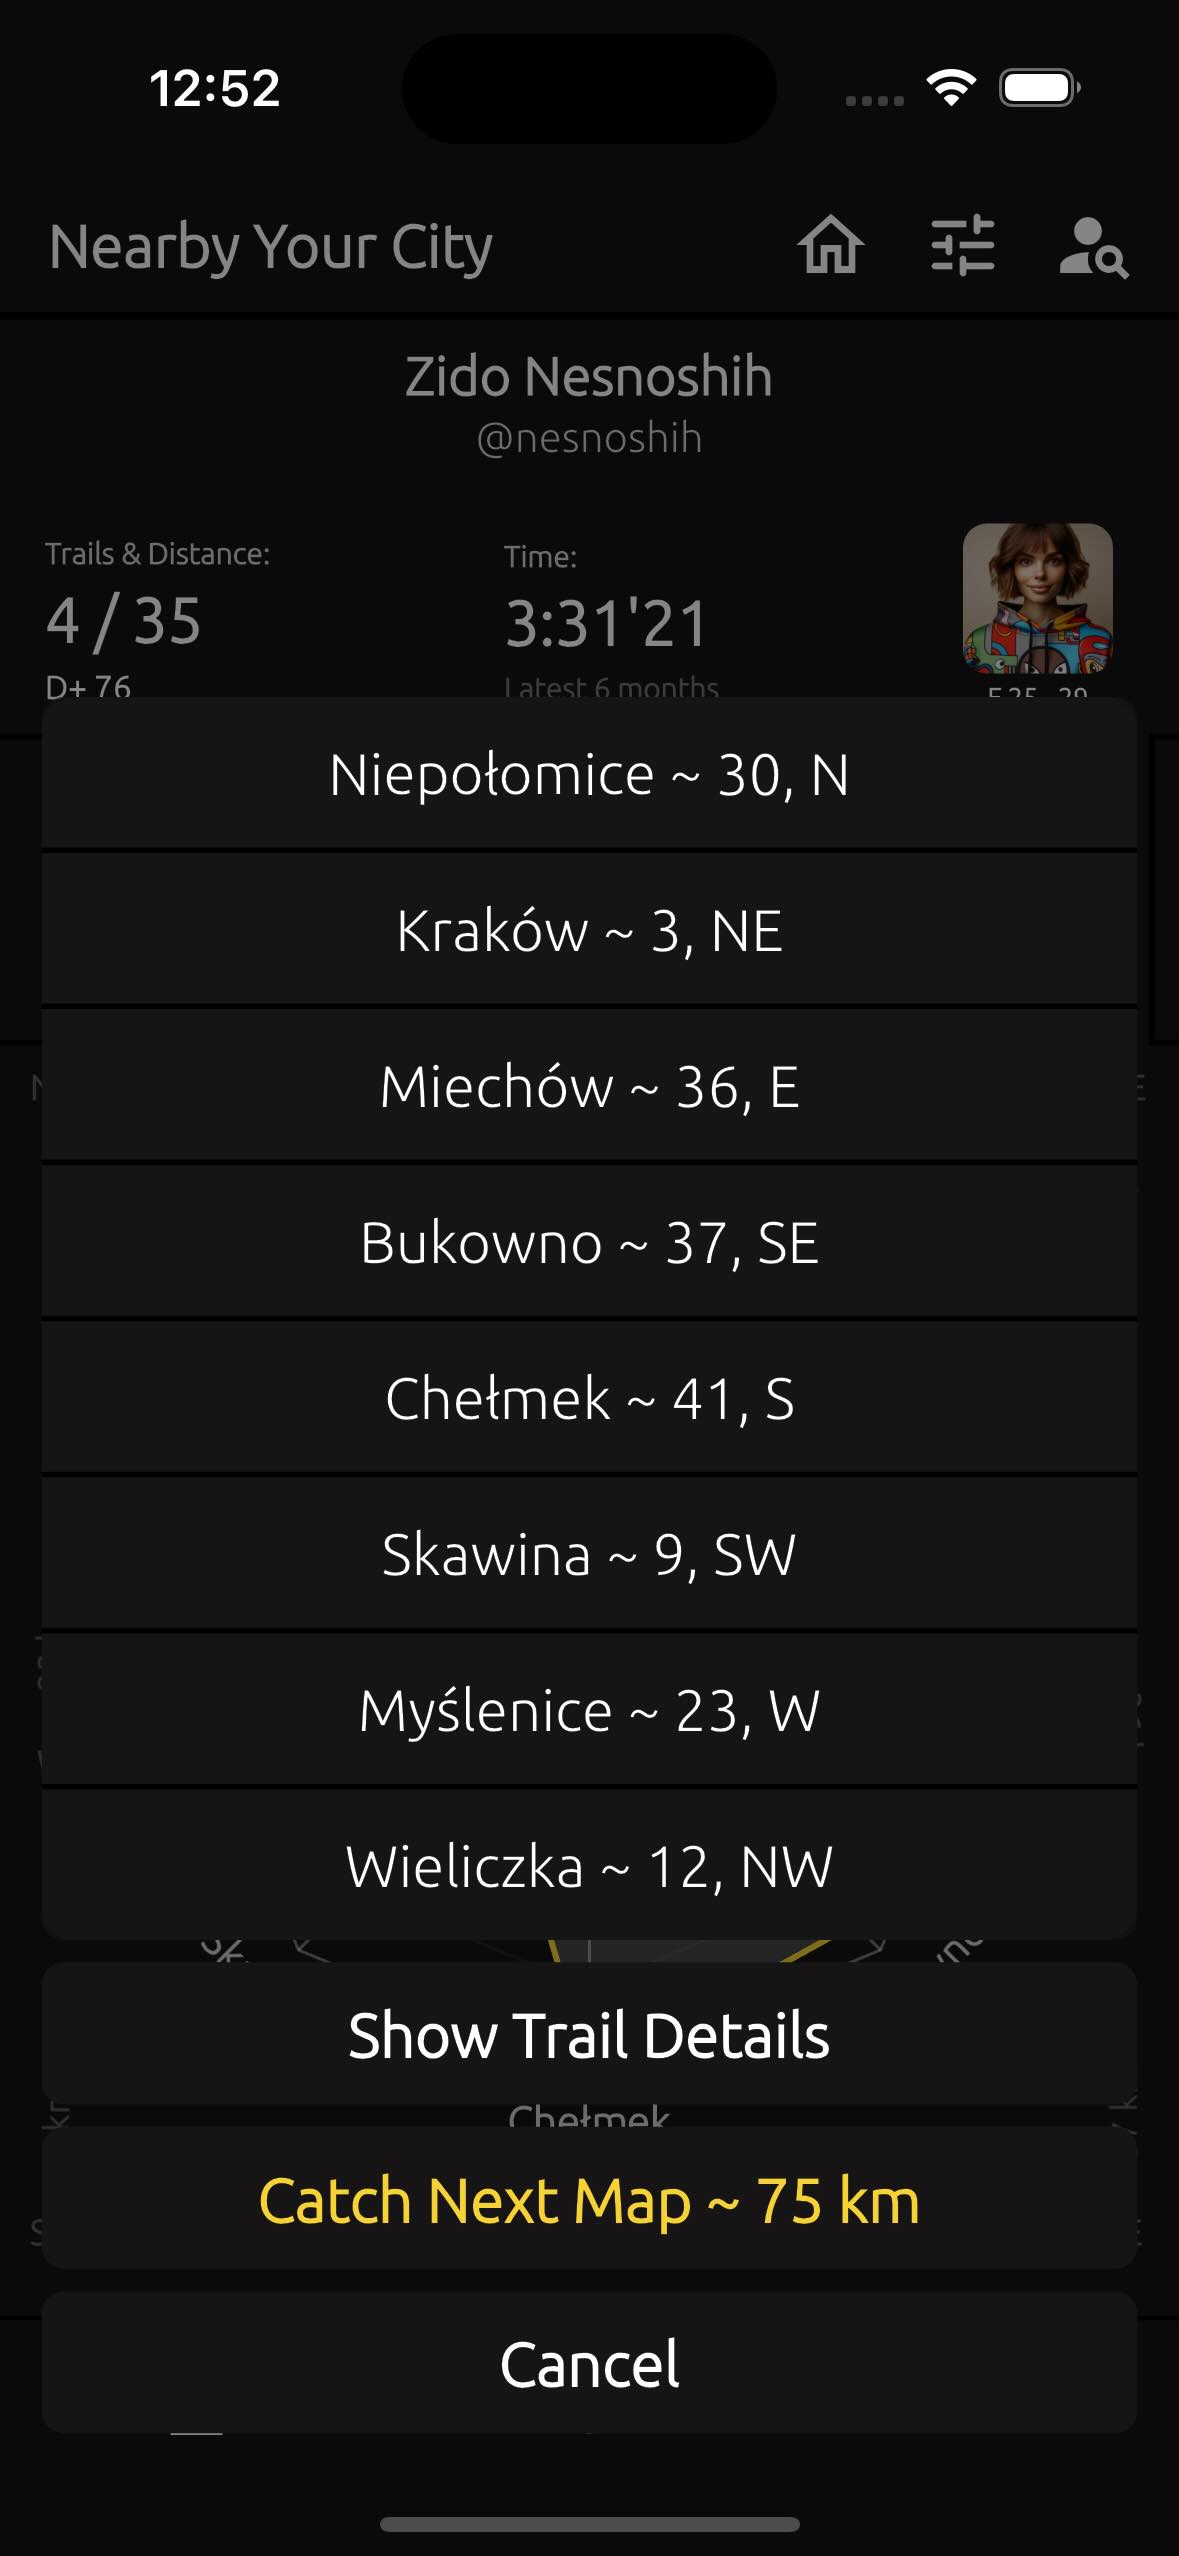 12:52
Nearby Your City
Zido Nesnoshih
@nesnoshih
Trails & Distance:
4 / 35
D+ 76
Time:
3:31'21
Latest 6 months
Niepołomice ~ 30, N
Kraków ~ 3, NE
Miechów ~ 36, E
Bukowno ~ 37, SE
Chełmek ~ 41, S
Skawina ~ 9, SW
Myślenice ~ 23, W
Wieliczka ~ 12, NW
Show Trail Details
Chełmek
Catch Next Map ~ 75 km
Cancel